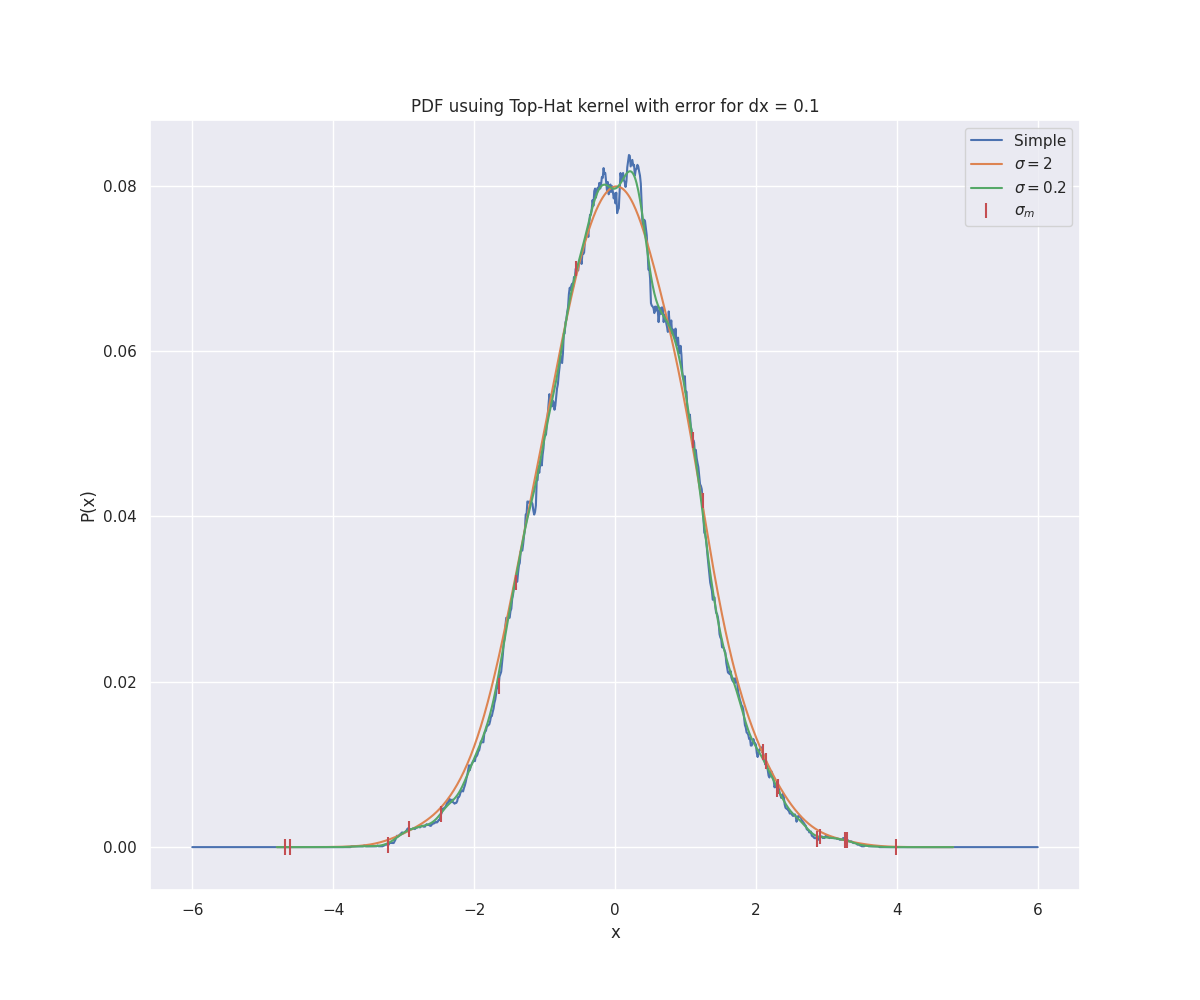 PDF usuing Top-Hat kernel with error for dx = 0.1
Simple
σ = 2
σ = 0.2
σₘ
P(x)
0.08
0.06
0.04
0.02
0.00
−6 −4 −2 0 2 4 6
x